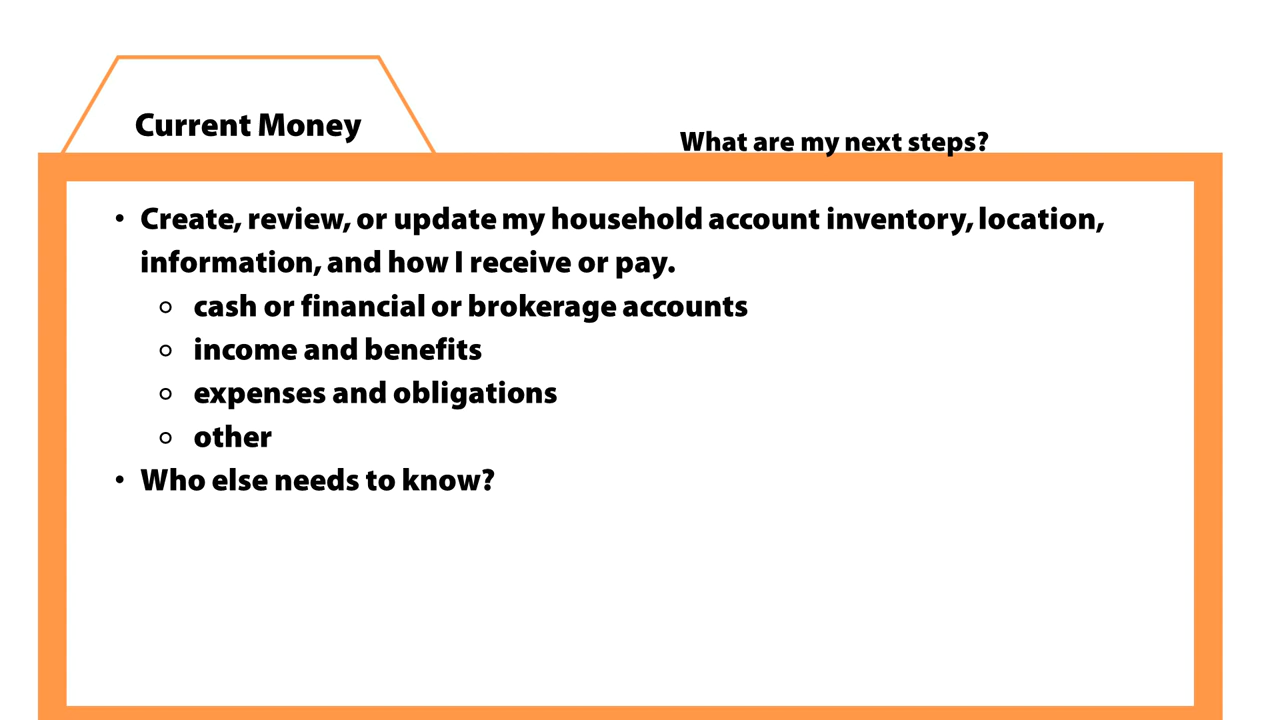 Current Money
What are my next steps?
• Create, review, or update my household account inventory, location,
information, and how I receive or pay.
○ cash or financial or brokerage accounts
○ income and benefits
○ expenses and obligations
○ other
• Who else needs to know?